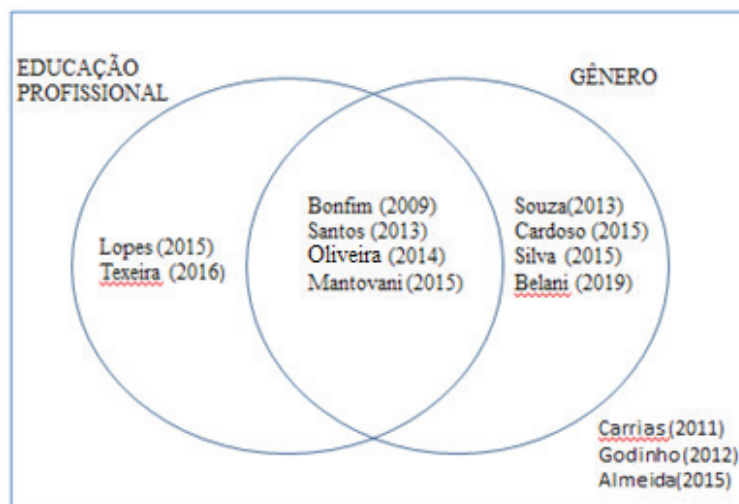 EDUCAÇÃO
PROFISSIONAL
GÊNERO
Lopes (2015)
Texeira (2016)
Bonfim (2009)
Santos (2013)
Oliveira (2014)
Mantovani (2015)
Souza(2013)
Cardoso (2015)
Silva (2015)
Belani (2019)
Carrias(2011)
Godinho(2012)
Almeida(2015)